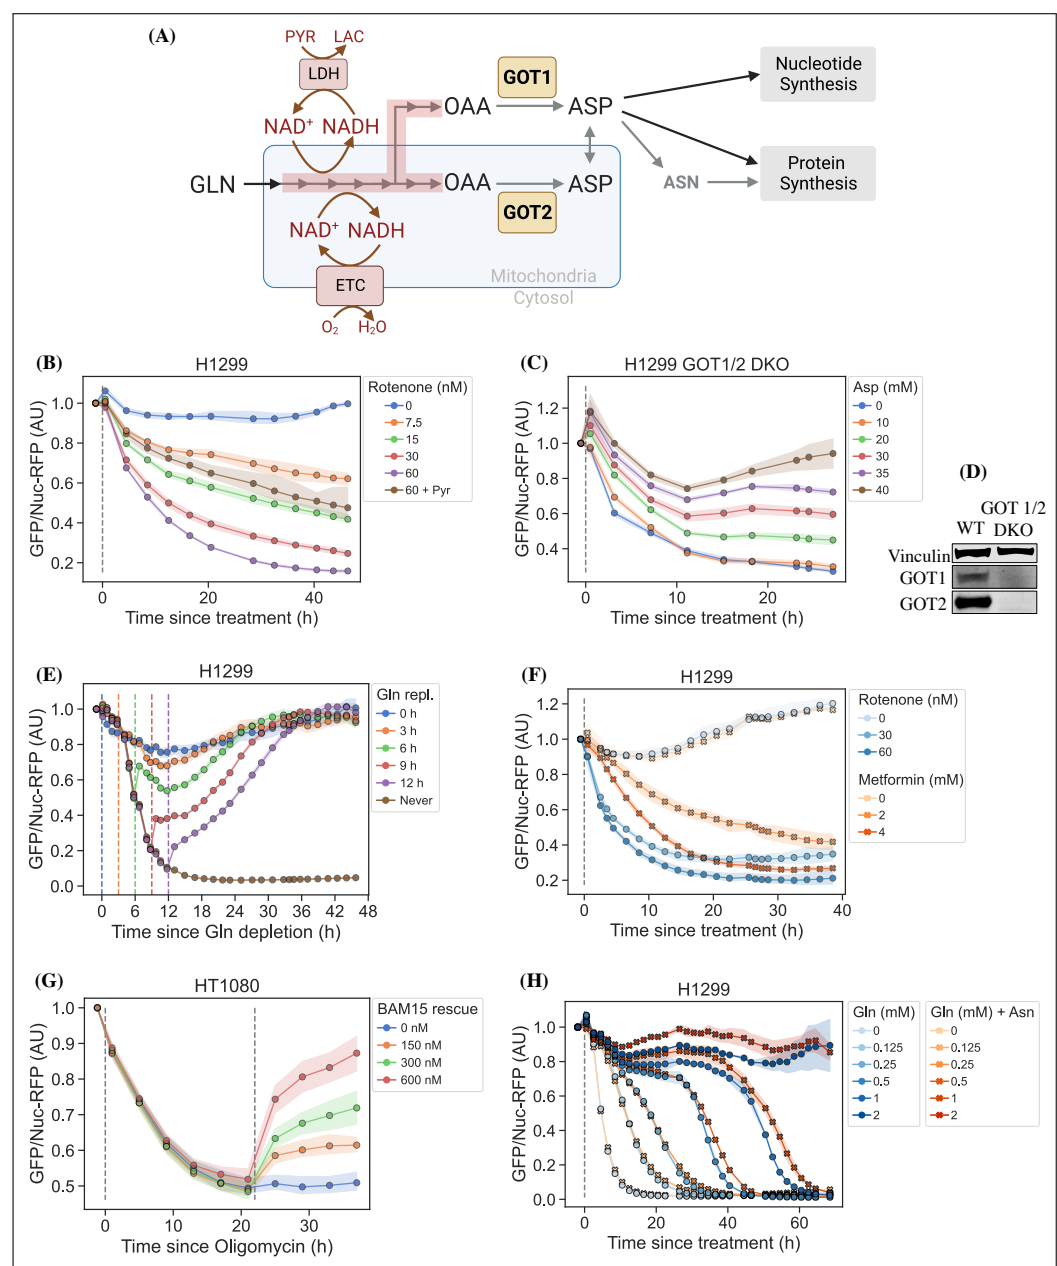 (A)
PYR LAC
LDH
NAD⁺ NADH
GLN
OAA
GOT1
ASP
Nucleotide
Synthesis
OAA
GOT2
ASP
ASN
Protein
Synthesis
NAD⁺ NADH
ETC
O₂ H₂O
Mitochondria
Cytosol
(B)
H1299
GFP/Nuc-RFP (AU)
1.0
0.8
0.6
0.4
0.2
0 20 40
Time since treatment (h)
Rotenone (nM)
0
7.5
15
30
60
60 + Pyr
(C)
H1299 GOT1/2 DKO
GFP/Nuc-RFP (AU)
1.2
1.0
0.8
0.6
0.4
0 10 20
Time since treatment (h)
Asp (mM)
0
10
20
30
35
40
(D)
WT
GOT 1/2
DKO
Vinculin
GOT1
GOT2
(E)
H1299
GFP/Nuc-RFP (AU)
1.0
0.8
0.6
0.4
0.2
0.0
0 6 12 18 24 30 36 42 48
Time since Gln depletion (h)
Gln repl.
0 h
3 h
6 h
9 h
12 h
Never
(F)
H1299
GFP/Nuc-RFP (AU)
1.2
1.0
0.8
0.6
0.4
0.2
0 10 20 30 40
Time since treatment (h)
Rotenone (nM)
0
30
60
Metformin (mM)
0
2
4
(G)
HT1080
GFP/Nuc-RFP (AU)
1.0
0.9
0.8
0.7
0.6
0.5
0 10 20 30
Time since Oligomycin (h)
BAM15 rescue
0 nM
150 nM
300 nM
600 nM
(H)
H1299
GFP/Nuc-RFP (AU)
1.0
0.8
0.6
0.4
0.2
0.0
0 20 40 60
Time since treatment (h)
Gln (mM)
0
0.125
0.25
0.5
1
2
Gln (mM) + Asn
0
0.125
0.25
0.5
1
2